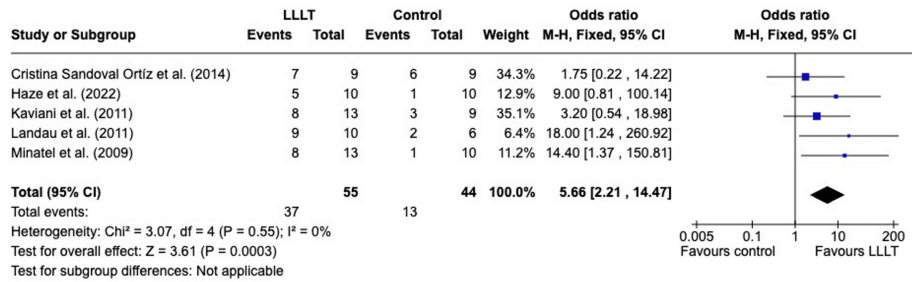 LLLT Control Odds ratio Odds ratio
Study or Subgroup Events Total Events Total Weight M-H, Fixed, 95% CI M-H, Fixed, 95% CI
Cristina Sandoval Ortíz et al. (2014) 7 9 6 9 34.3% 1.75 [0.22 , 14.22]
Haze et al. (2022) 5 10 1 10 12.9% 9.00 [0.81 , 100.14]
Kaviani et al. (2011) 8 13 3 9 35.1% 3.20 [0.54 , 18.98]
Landau et al. (2011) 9 10 2 6 6.4% 18.00 [1.24 , 260.92]
Minatel et al. (2009) 8 13 1 10 11.2% 14.40 [1.37 , 150.81]
Total (95% CI) 55 44 100.0% 5.66 [2.21 , 14.47]
Total events: 37 13
Heterogeneity: Chi² = 3.07, df = 4 (P = 0.55); I² = 0%
Test for overall effect: Z = 3.61 (P = 0.0003)
Test for subgroup differences: Not applicable
0.005 0.1 1 10 200
Favours control Favours LLLT